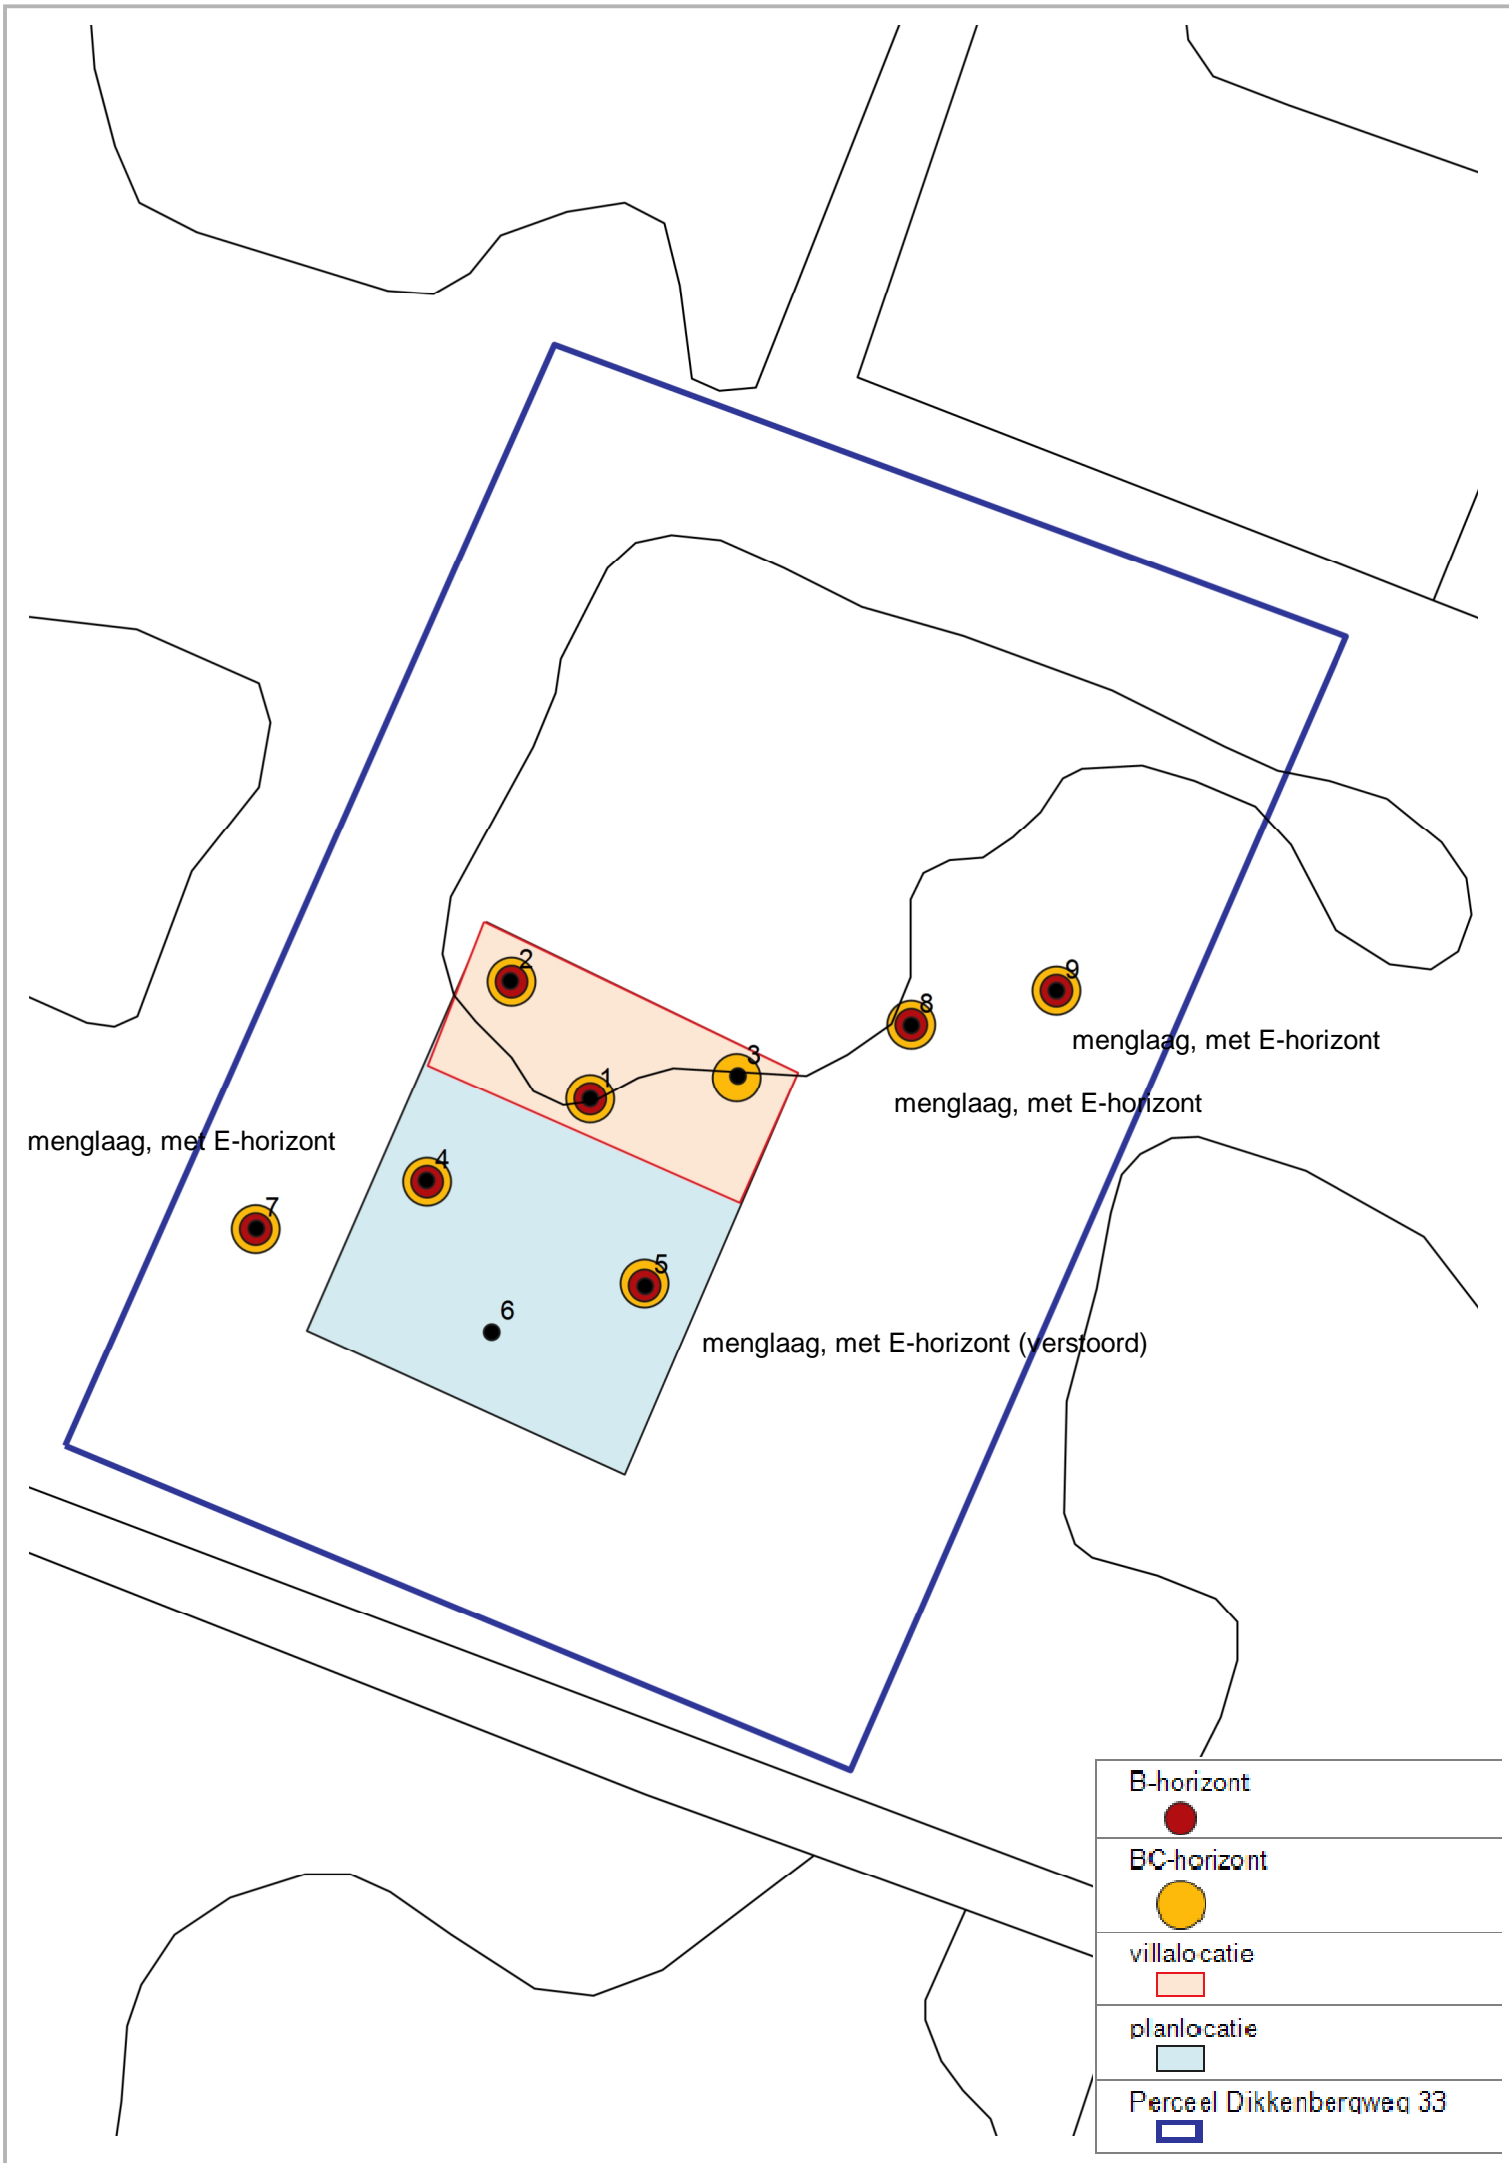 2
9
8
menglaag, met E-horizont
3
1
menglaag, met E-horizont
menglaag, met E-horizont
4
7
5
6
menglaag, met E-horizont (verstoord)
B-horizont
BC-horizont
villalocatie
planlocatie
Perceel Dikkenbergweg 33